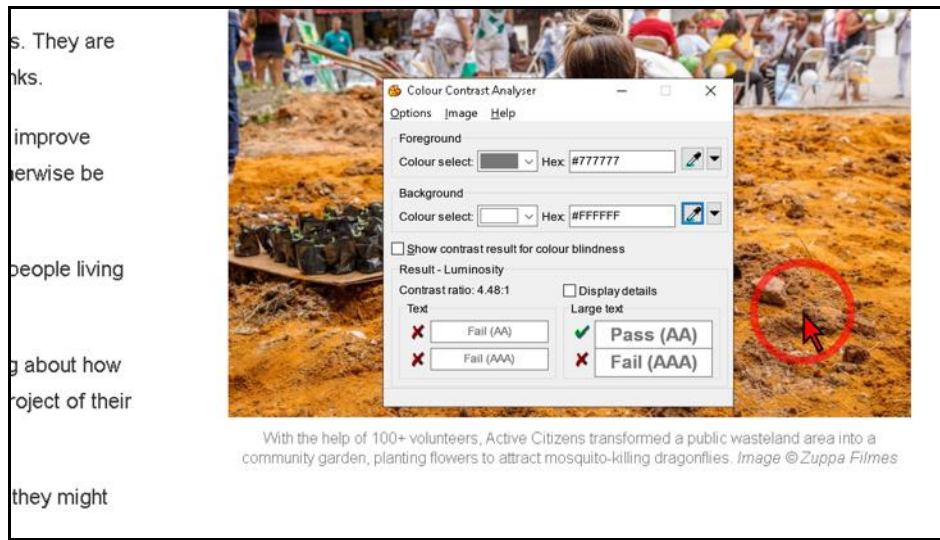 s. They are
nks.
improve
nerwise be
people living
g about how
roject of their
they might
Colour Contrast Analyser
Options Image Help
Foreground
Colour select: Hex: #777777
Background
Colour select: Hex: #FFFFFF
Show contrast result for colour blindness
Result - Luminosity
Contrast ratio: 4.48:1 Display details
Text Large text
Fail (AA) Pass (AA)
Fail (AAA) Fail (AAA)
With the help of 100+ volunteers, Active Citizens transformed a public wasteland area into a
community garden, planting flowers to attract mosquito-killing dragonflies. Image © Zuppa Filmes